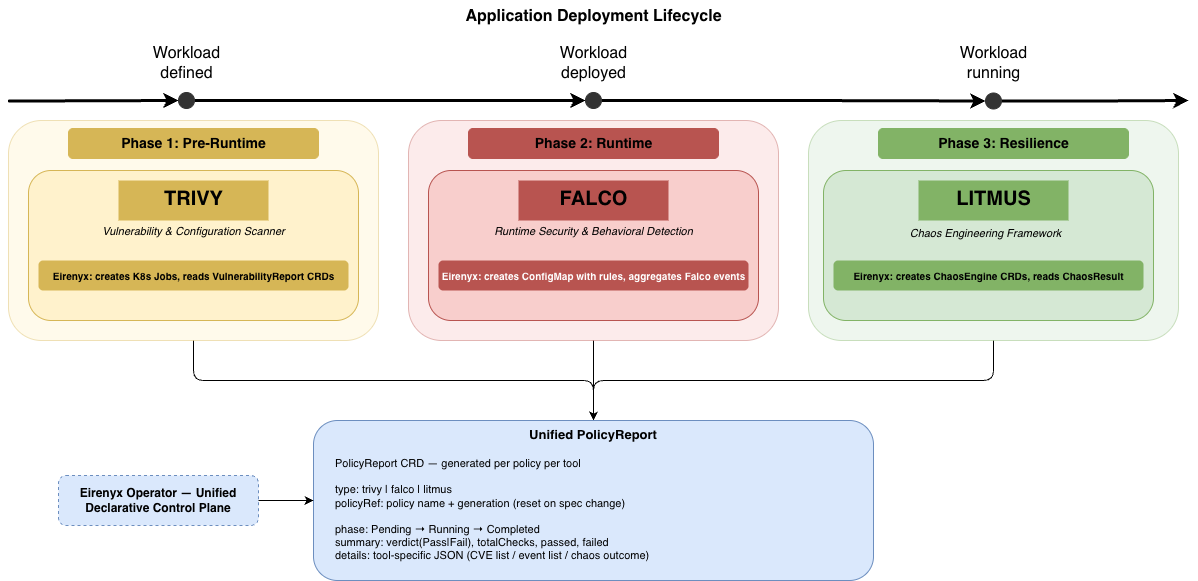 Application Deployment Lifecycle
Workload
defined
Workload
deployed
Workload
running
Phase 1: Pre-Runtime
TRIVY
Vulnerability & Configuration Scanner
Eirenyx: creates K8s Jobs, reads VulnerabilityReport CRDs
Phase 2: Runtime
FALCO
Runtime Security & Behavioral Detection
Eirenyx: creates ConfigMap with rules, aggregates Falco events
Phase 3: Resilience
LITMUS
Chaos Engineering Framework
Eirenyx: creates ChaosEngine CRDs, reads ChaosResult
Eirenyx Operator — Unified
Declarative Control Plane
Unified PolicyReport
PolicyReport CRD — generated per policy per tool
type: trivy | falco | litmus
policyRef: policy name + generation (reset on spec change)
phase: Pending → Running → Completed
summary: verdict(Pass|Fail), totalChecks, passed, failed
details: tool-specific JSON (CVE list / event list / chaos outcome)